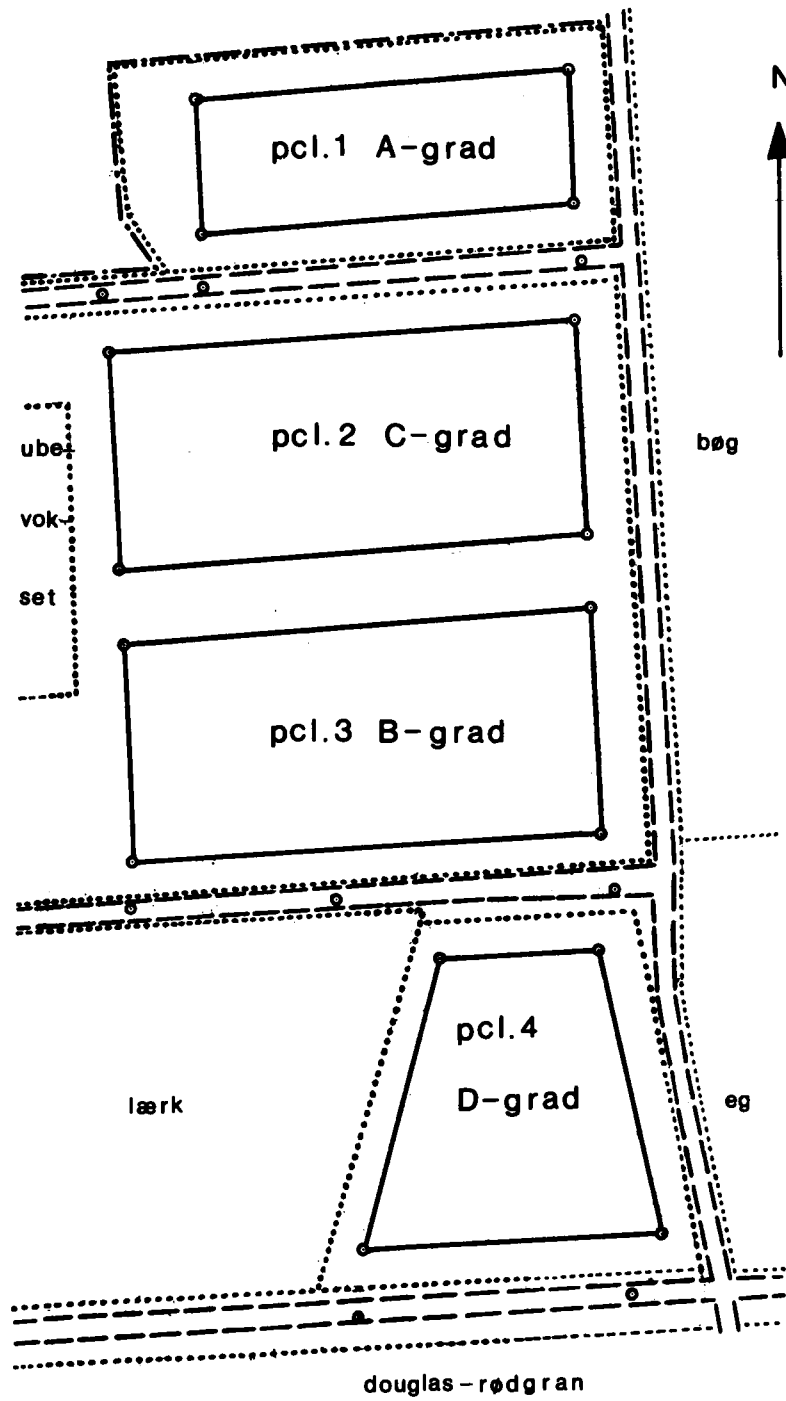 N
pcl.1 A-grad
pcl.2 C-grad
bøg
ube-
vok-
set
pcl.3 B-grad
pcl.4
D-grad
lærk
eg
douglas-rødgran